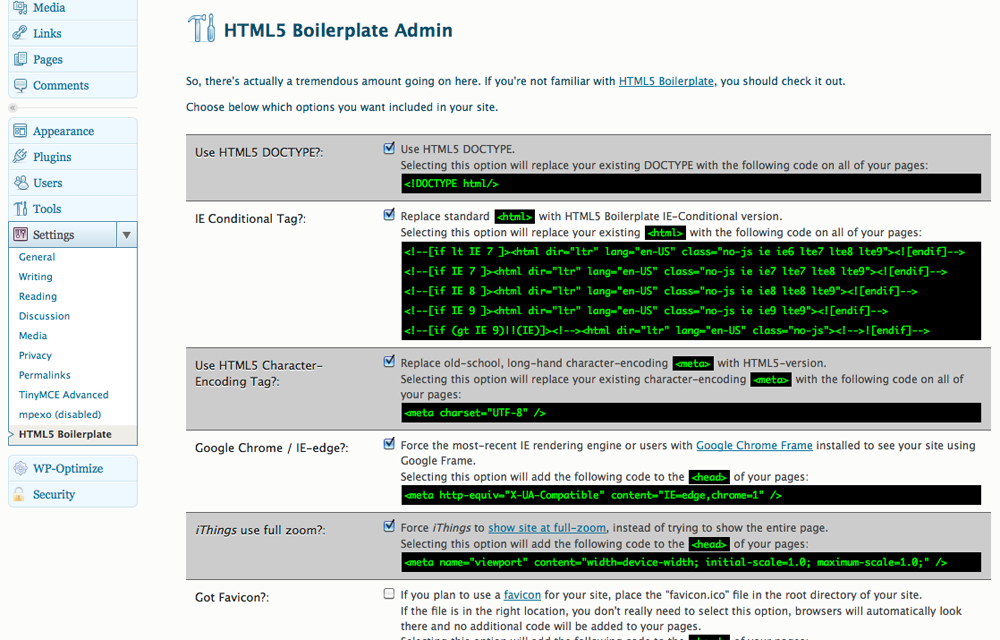 Media
Links
Pages
Comments
Appearance
Plugins
Users
Tools
Settings
General
Writing
Reading
Discussion
Media
Privacy
Permalinks
TinyMCE Advanced
mpexo (disabled)
HTML5 Boilerplate
WP-Optimize
Security
HTML5 Boilerplate Admin
So, there's actually a tremendous amount going on here. If you're not familiar with HTML5 Boilerplate, you should check it out.
Choose below which options you want included in your site.
Use HTML5 DOCTYPE?:
Use HTML5 DOCTYPE.
Selecting this option will replace your existing DOCTYPE with the following code on all of your pages:
<!DOCTYPE html/>
IE Conditional Tag?:
Replace standard <html> with HTML5 Boilerplate IE-Conditional version.
Selecting this option will replace your existing <html> with the following code on all of your pages:
<!--[if lt IE 7 ]><html dir="ltr" lang="en-US" class="no-js ie ie6 lte7 lte8 lte9"><![endif]-->
<!--[if IE 7 ]><html dir="ltr" lang="en-US" class="no-js ie ie7 lte7 lte8 lte9"><![endif]-->
<!--[if IE 8 ]><html dir="ltr" lang="en-US" class="no-js ie ie8 lte8 lte9"><![endif]-->
<!--[if IE 9 ]><html dir="ltr" lang="en-US" class="no-js ie ie9 lte9"><![endif]-->
<!--[if (gt IE 9)|!(IE)]><!--><html dir="ltr" lang="en-US" class="no-js"><!--<![endif]-->
Use HTML5 Character-
Encoding Tag?:
Replace old-school, long-hand character-encoding <meta> with HTML5-version.
Selecting this option will replace your existing character-encoding <meta> with the following code on all of
your pages:
<meta charset="UTF-8" />
Google Chrome / IE-edge?:
Force the most-recent IE rendering engine or users with Google Chrome Frame installed to see your site using
Google Frame.
Selecting this option will add the following code to the <head> of your pages:
<meta http-equiv="X-UA-Compatible" content="IE=edge,chrome=1" />
iThings use full zoom?:
Force iThings to show site at full-zoom, instead of trying to show the entire page.
Selecting this option will add the following code to the <head> of your pages:
<meta name="viewport" content="width=device-width; initial-scale=1.0; maximum-scale=1.0;" />
Got Favicon?:
If you plan to use a favicon for your site, place the "favicon.ico" file in the root directory of your site.
If the file is in the right location, you don't really need to select this option, browsers will automatically look
there and no additional code will be added to your pages.
Selecting this option will add the following code to the <head> of your pages: